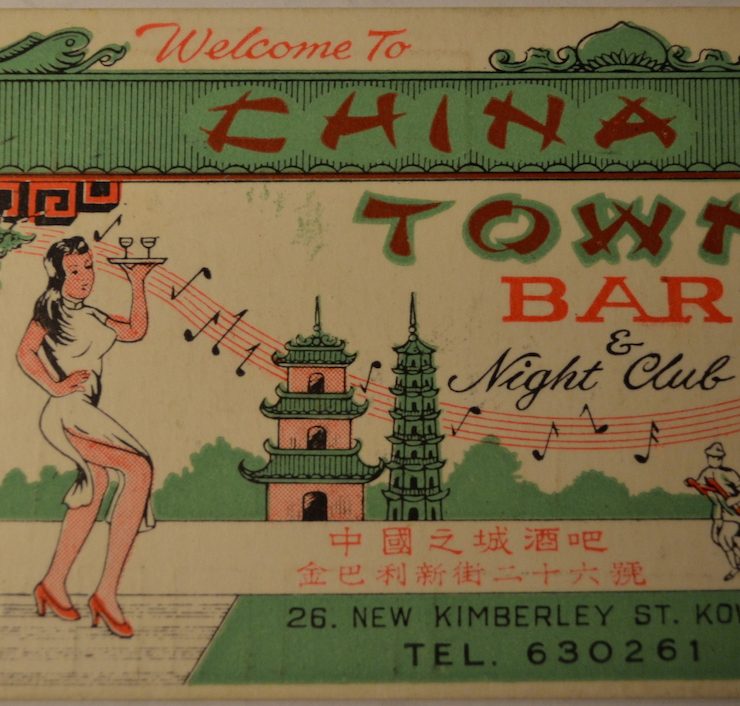 Welcome To
CHINA
TOWN
BAR
&
Night Club
中國之城酒吧
金巴利新街二十六號
26. NEW KIMBERLEY ST. KOW
TEL. 630261